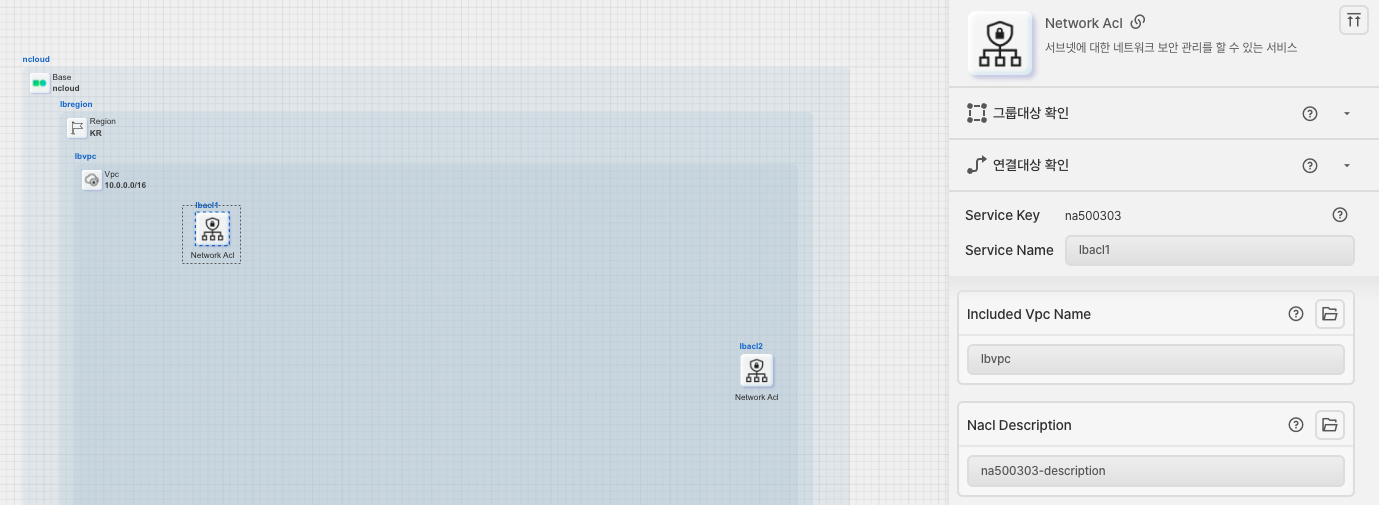 ncloud
Base
ncloud
lbregion
Region
KR
lbvpc
Vpc
10.0.0.0/16
lbacl1
Network Acl
lbacl2
Network Acl
Network Acl
서브넷에 대한 네트워크 보안 관리를 할 수 있는 서비스
그룹대상 확인
연결대상 확인
Service Key na500303
Service Name lbacl1
Included Vpc Name
lbvpc
Nacl Description
na500303-description